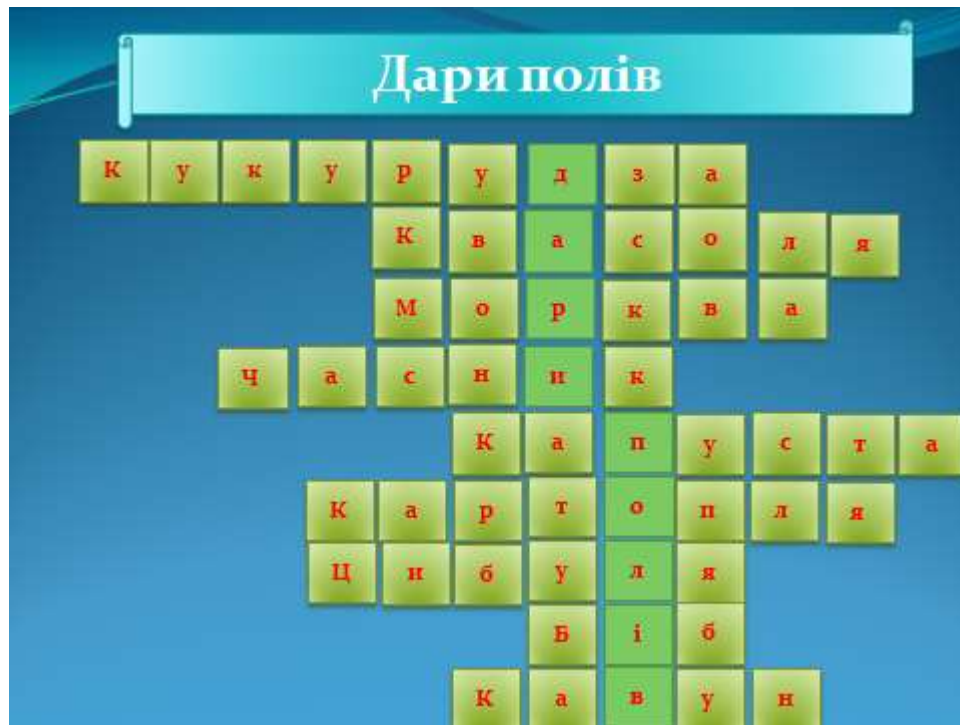 Дари полів
Кукурудза
Квасоля
Морква
Часник
Капуста
Картопля
Цибуля
Біб
Кавун